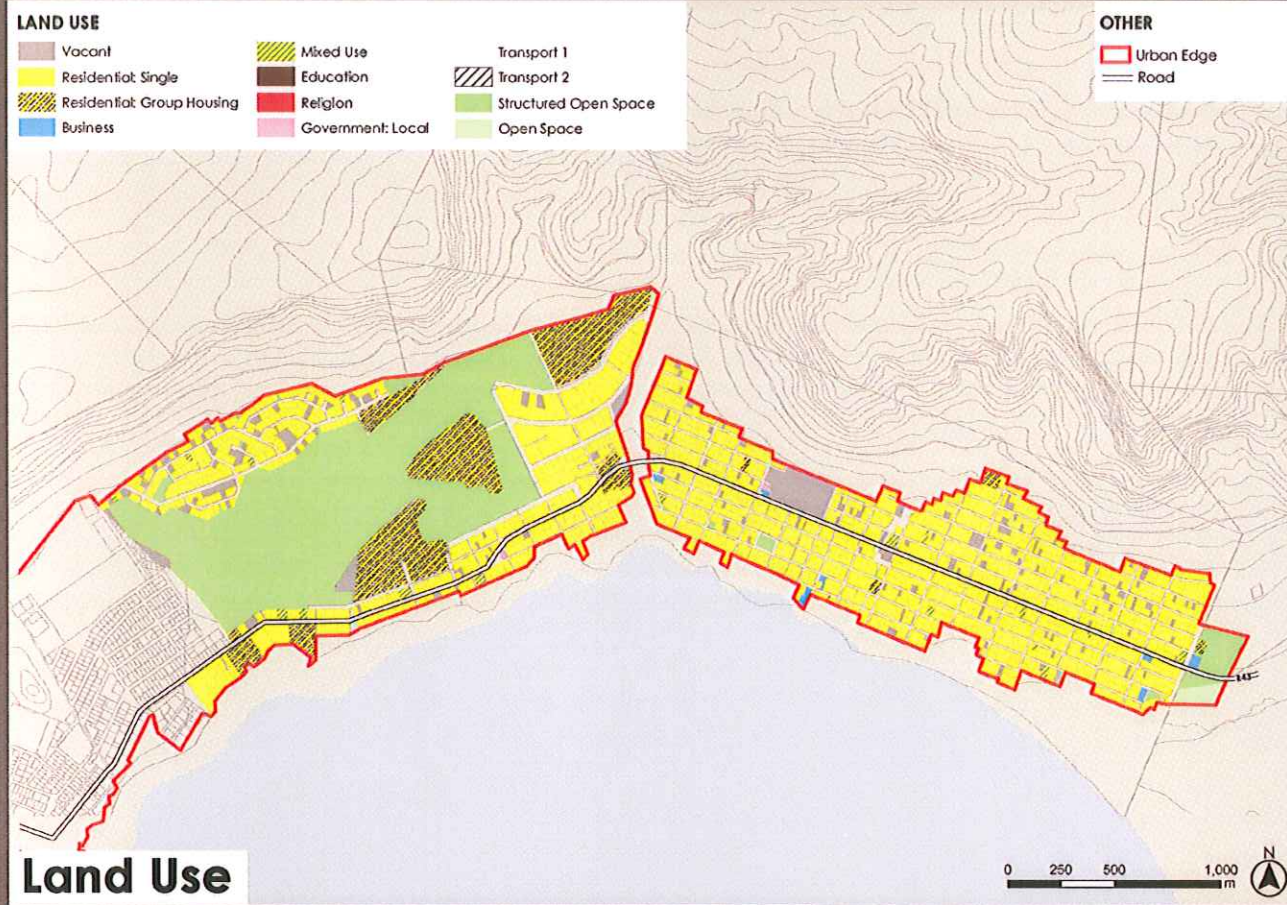 LAND USE
Vacant
Residential: Single
Residential: Group Housing
Business
Mixed Use
Education
Religion
Government: Local
Transport 1
Transport 2
Structured Open Space
Open Space
OTHER
Urban Edge
Road
R43
Land Use
0 250 500 1,000
m
N